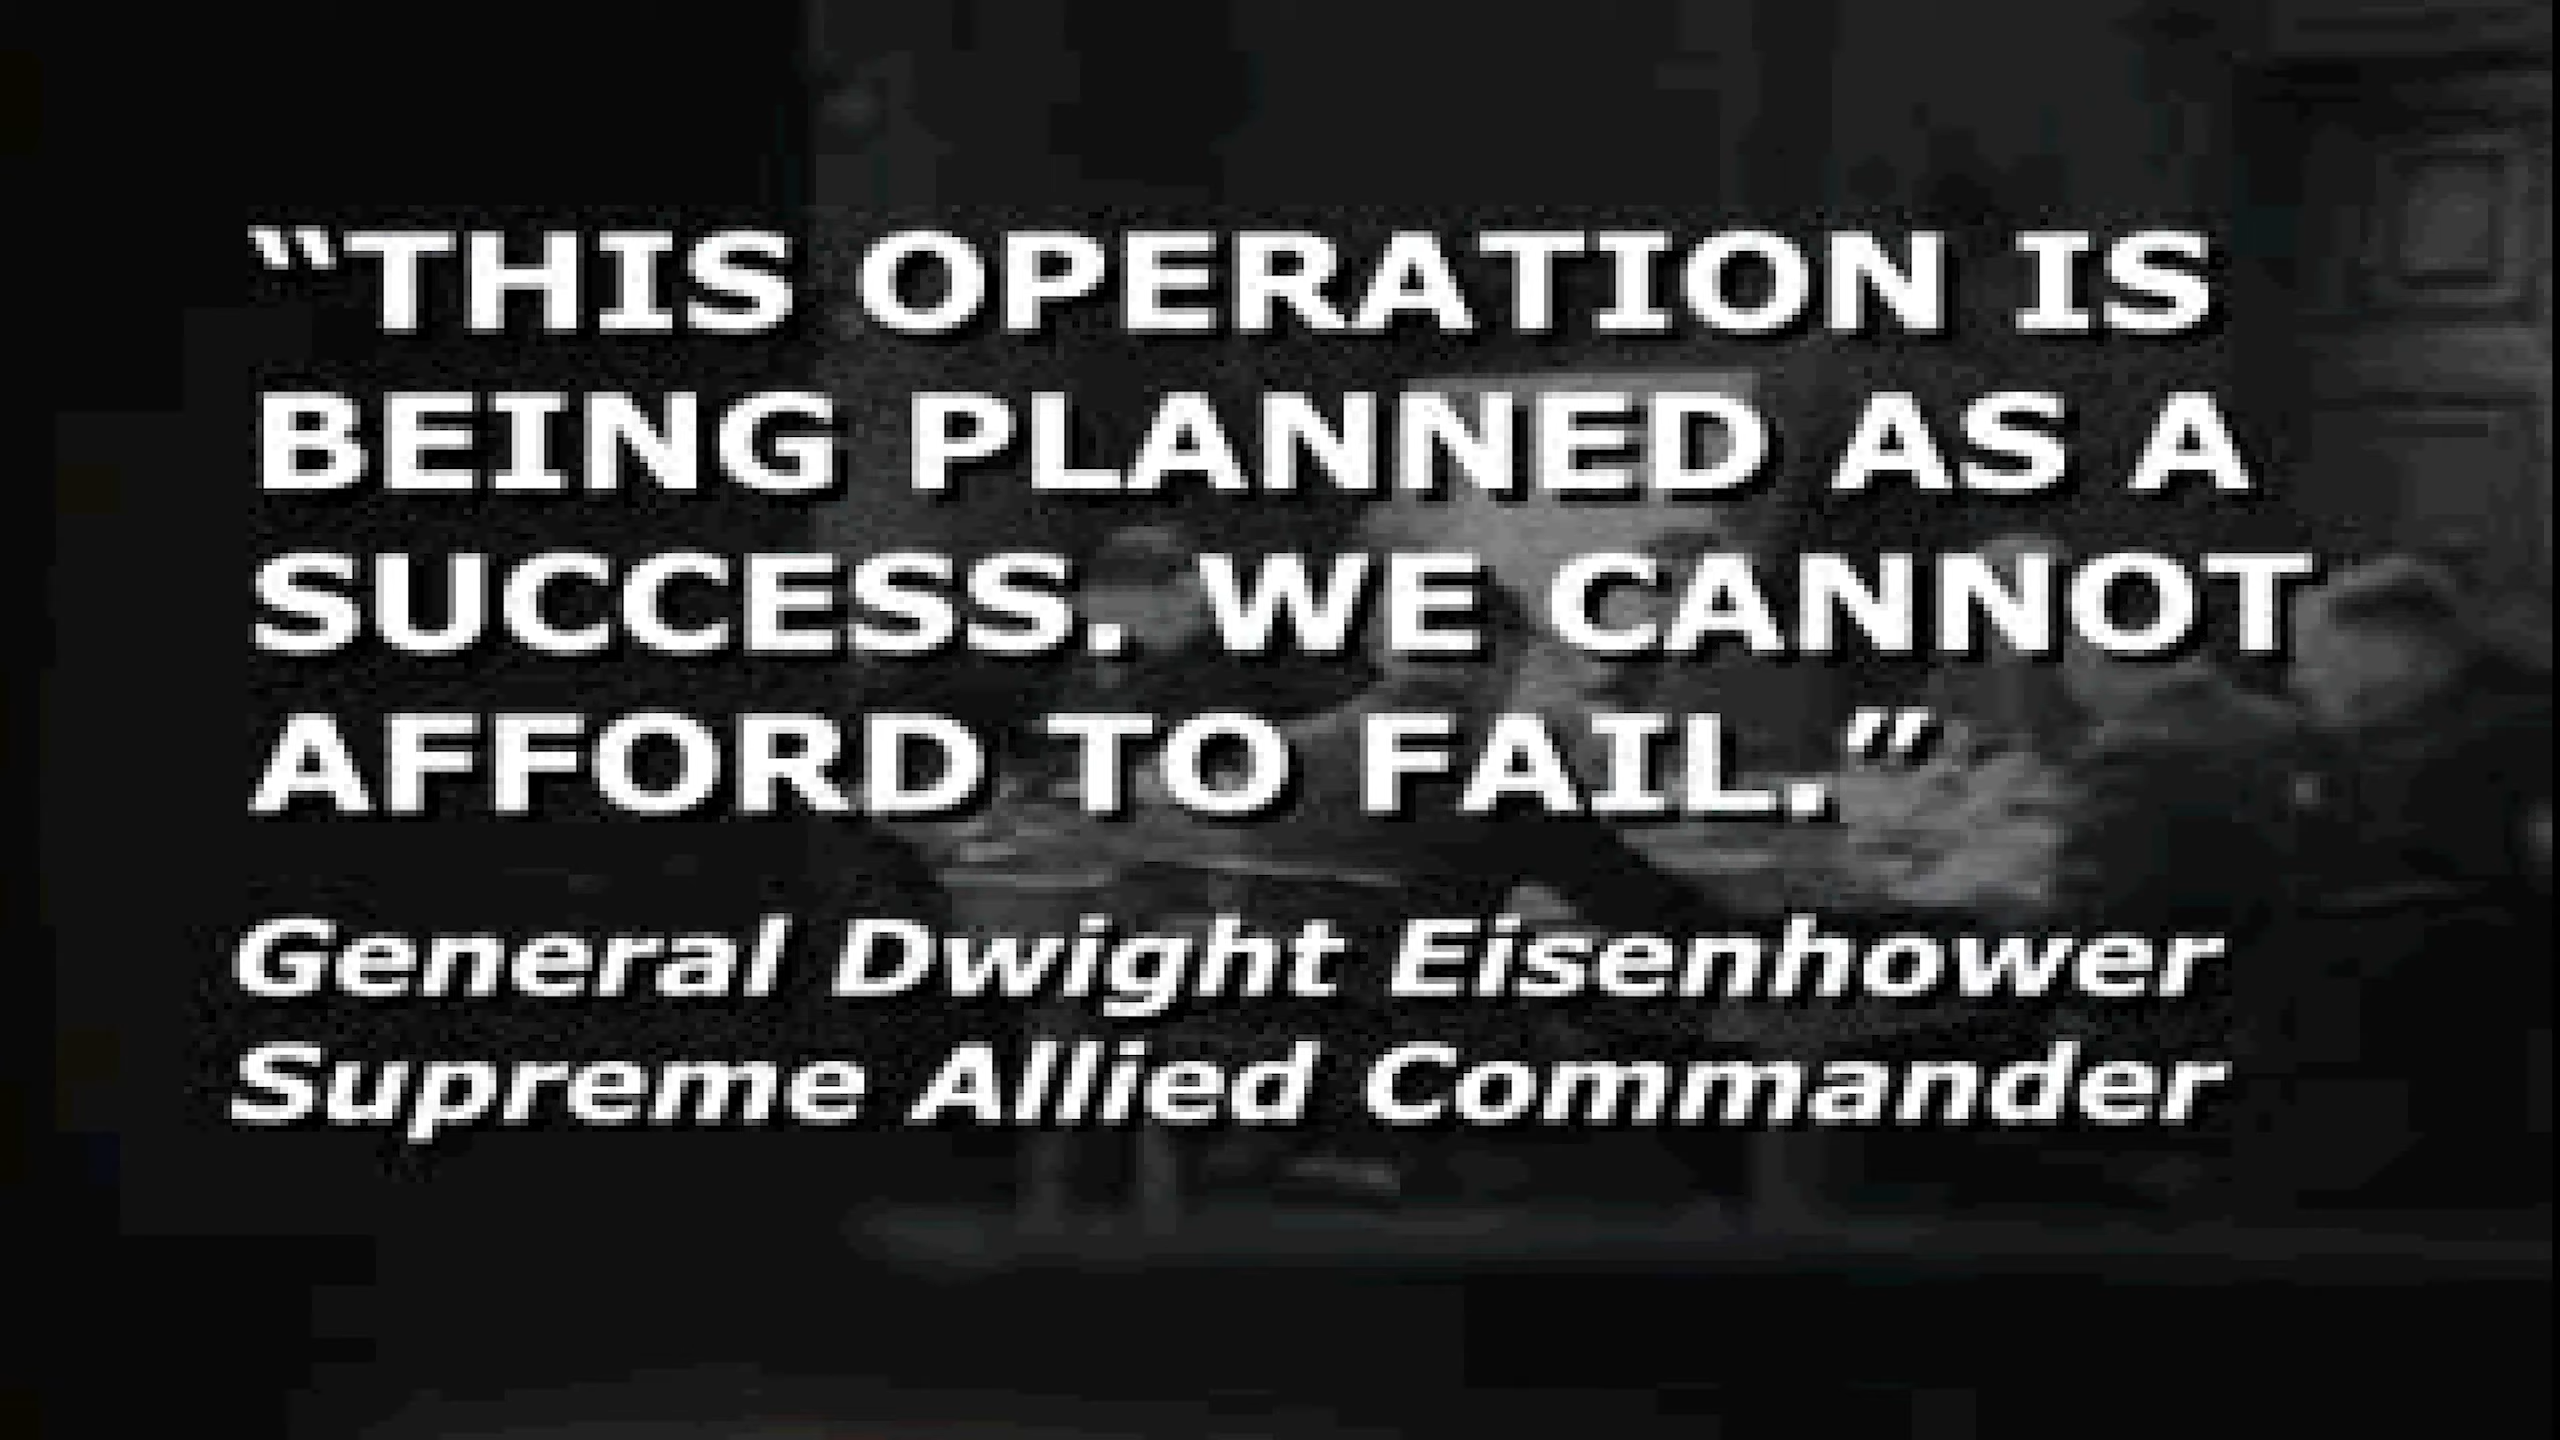 “THIS OPERATION IS
BEING PLANNED AS A
SUCCESS. WE CANNOT
AFFORD TO FAIL.”
General Dwight Eisenhower
Supreme Allied Commander